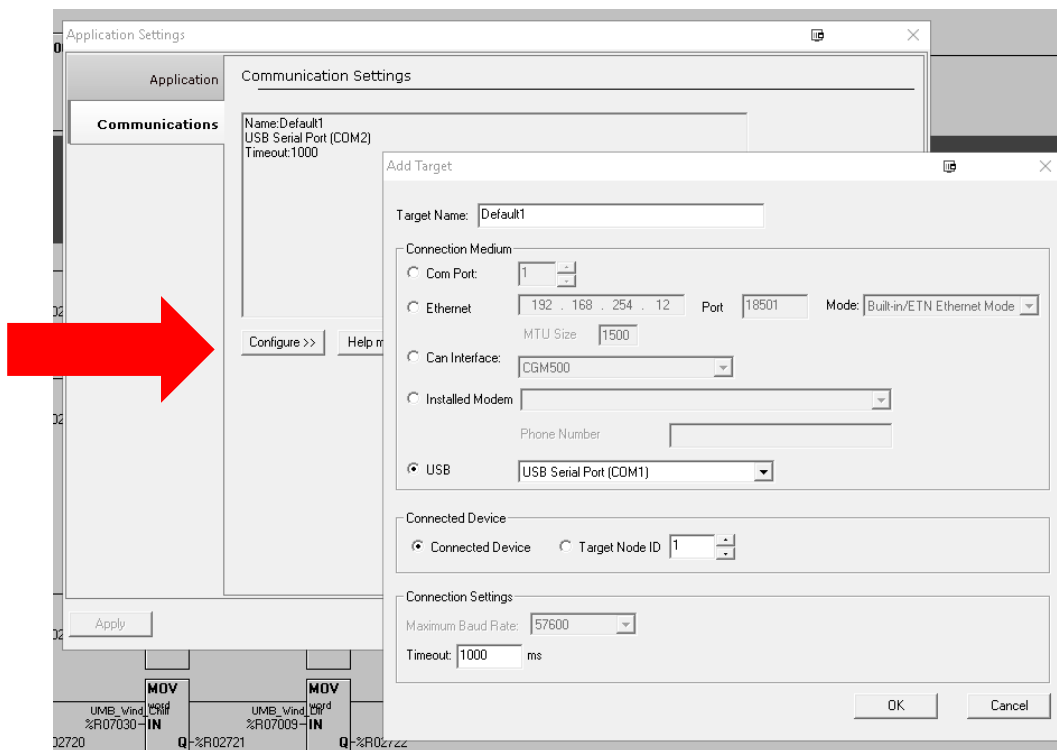 Application Settings
Application
Communications
Communication Settings
Name:Default1
USB Serial Port (COM2)
Timeout:1000
Configure >>
Help m
Apply
Add Target
Target Name: Default1
Connection Medium
Com Port: 1
Ethernet 192 . 168 . 254 . 12 Port 18501 Mode: Built-in/ETN Ethernet Mode
MTU Size 1500
Can Interface: CGM500
Installed Modem
Phone Number
USB USB Serial Port (COM1)
Connected Device
Connected Device Target Node ID 1
Connection Settings
Maximum Baud Rate: 57600
Timeout: 1000 ms
OK Cancel
MOV MOV
word word
UMB_Wind_Chill UMB_Wind_Dir
%R07030 IN %R07009 IN
02720 Q %R02721 Q %R02722